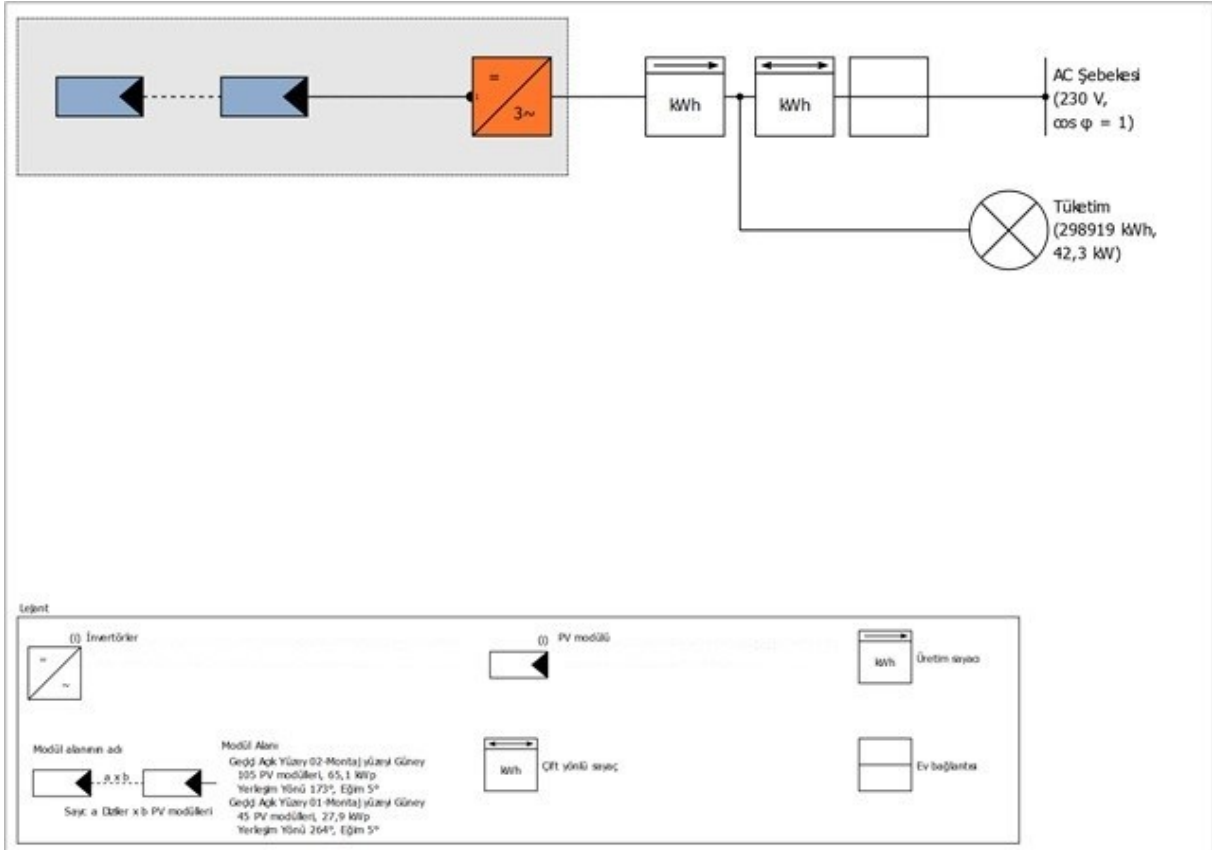 =
3~
kWh
kWh
AC Şebekesi
(230 V,
cos φ = 1)
Tüketim
(298919 kWh,
42,3 kW)
Lejant
(i) İnvertörler
=
~
(i) PV modülü
kWh
Üretim sayacı
Modül alanının adı
a x b
Sayı: a Diziler x b PV modülleri
Modül Alanı
Açık Yüzey 02-Montaj yüzeyi Güney
105 PV modülleri, 65,1 kWp
Yerleşim Yönü 173°, Eğim 5°
Açık Yüzey 01-Montaj yüzeyi Güney
45 PV modülleri, 27,9 kWp
Yerleşim Yönü 264°, Eğim 5°
kWh
Çift yönlü sayaç
Ev bağlantısı